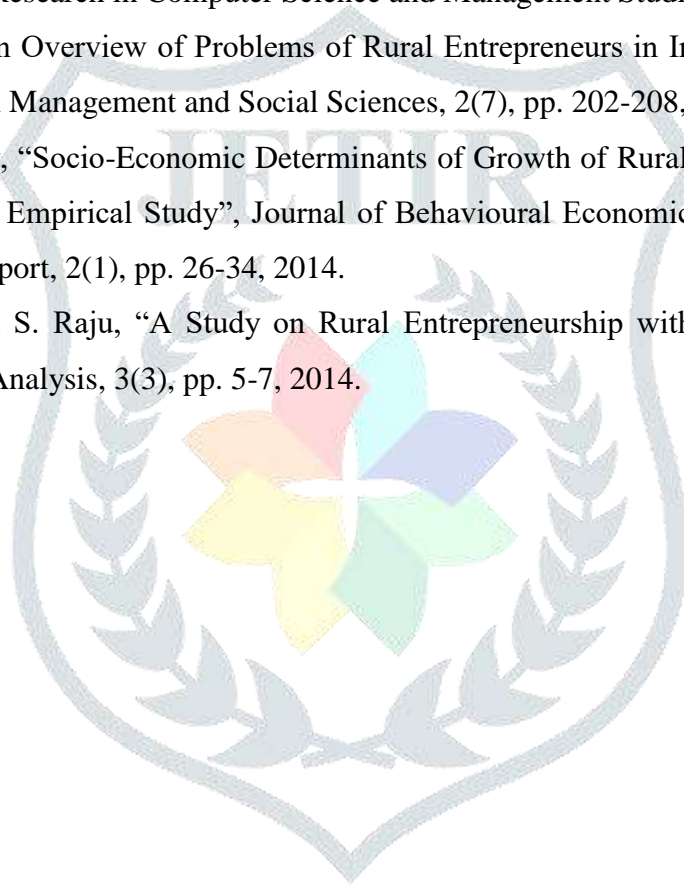 Research in Computer Science and Management Studi
n Overview of Problems of Rural Entrepreneurs in I
Management and Social Sciences, 2(7), pp. 202-208,
, “Socio-Economic Determinants of Growth of Rural
Empirical Study”, Journal of Behavioural Economic
port, 2(1), pp. 26-34, 2014.
S. Raju, “A Study on Rural Entrepreneurship with
Analysis, 3(3), pp. 5-7, 2014.
JETIR